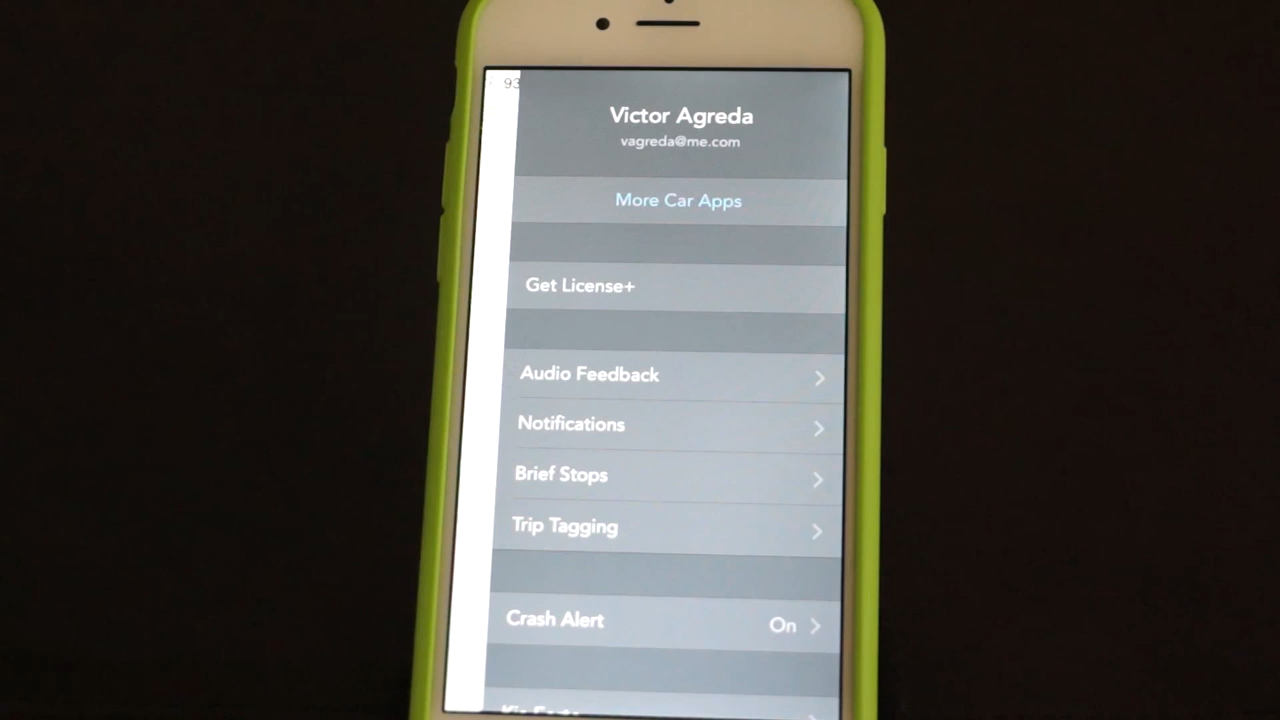 93
Victor Agreda
vagreda@me.com
More Car Apps
Get License+
Audio Feedback
Notifications
Brief Stops
Trip Tagging
Crash Alert On